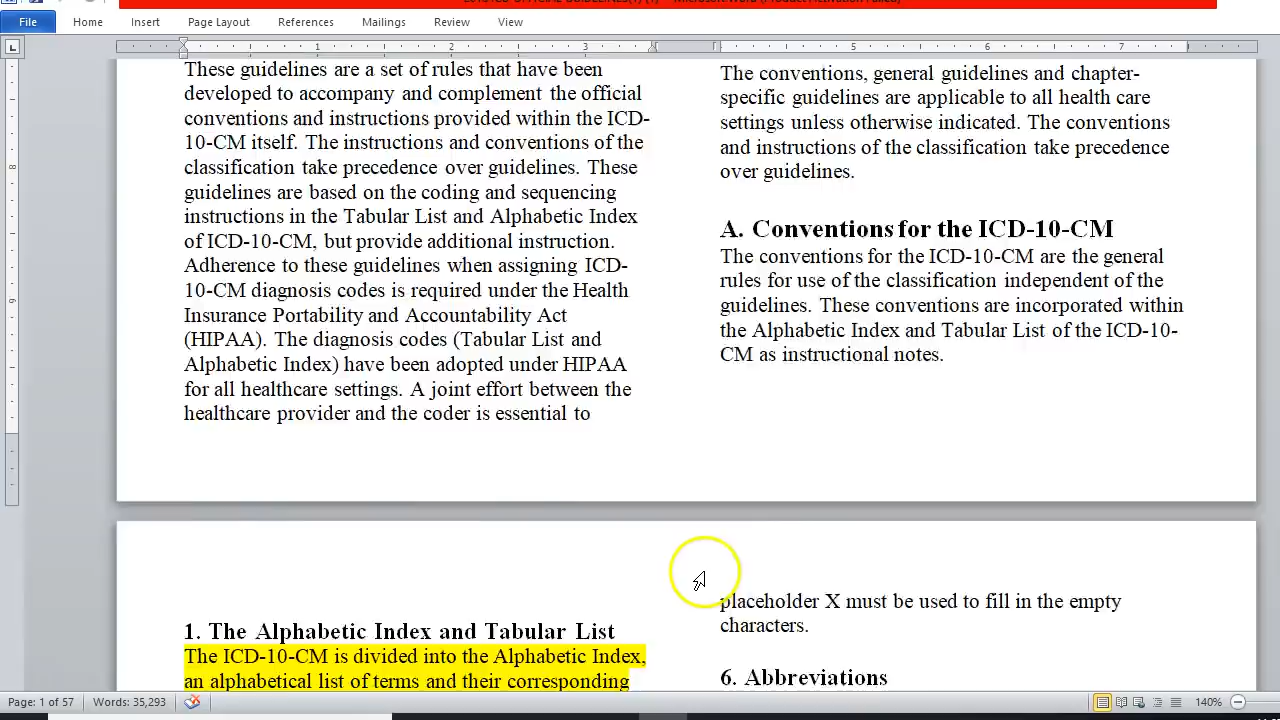 File
Home
Insert
Page Layout
References
Mailings
Review
View
1
2
3
5
6
7
8
9
These guidelines are a set of rules that have been
developed to accompany and complement the official
conventions and instructions provided within the ICD-
10-CM itself. The instructions and conventions of the
classification take precedence over guidelines. These
guidelines are based on the coding and sequencing
instructions in the Tabular List and Alphabetic Index
of ICD-10-CM, but provide additional instruction.
Adherence to these guidelines when assigning ICD-
10-CM diagnosis codes is required under the Health
Insurance Portability and Accountability Act
(HIPAA). The diagnosis codes (Tabular List and
Alphabetic Index) have been adopted under HIPAA
for all healthcare settings. A joint effort between the
healthcare provider and the coder is essential to
The conventions, general guidelines and chapter-
specific guidelines are applicable to all health care
settings unless otherwise indicated. The conventions
and instructions of the classification take precedence
over guidelines.
A. Conventions for the ICD-10-CM
The conventions for the ICD-10-CM are the general
rules for use of the classification independent of the
guidelines. These conventions are incorporated within
the Alphabetic Index and Tabular List of the ICD-10-
CM as instructional notes.
1. The Alphabetic Index and Tabular List
The ICD-10-CM is divided into the Alphabetic Index,
an alphabetical list of terms and their corresponding
placeholder X must be used to fill in the empty
characters.
6. Abbreviations
Page: 1 of 57
Words: 35,293
140%